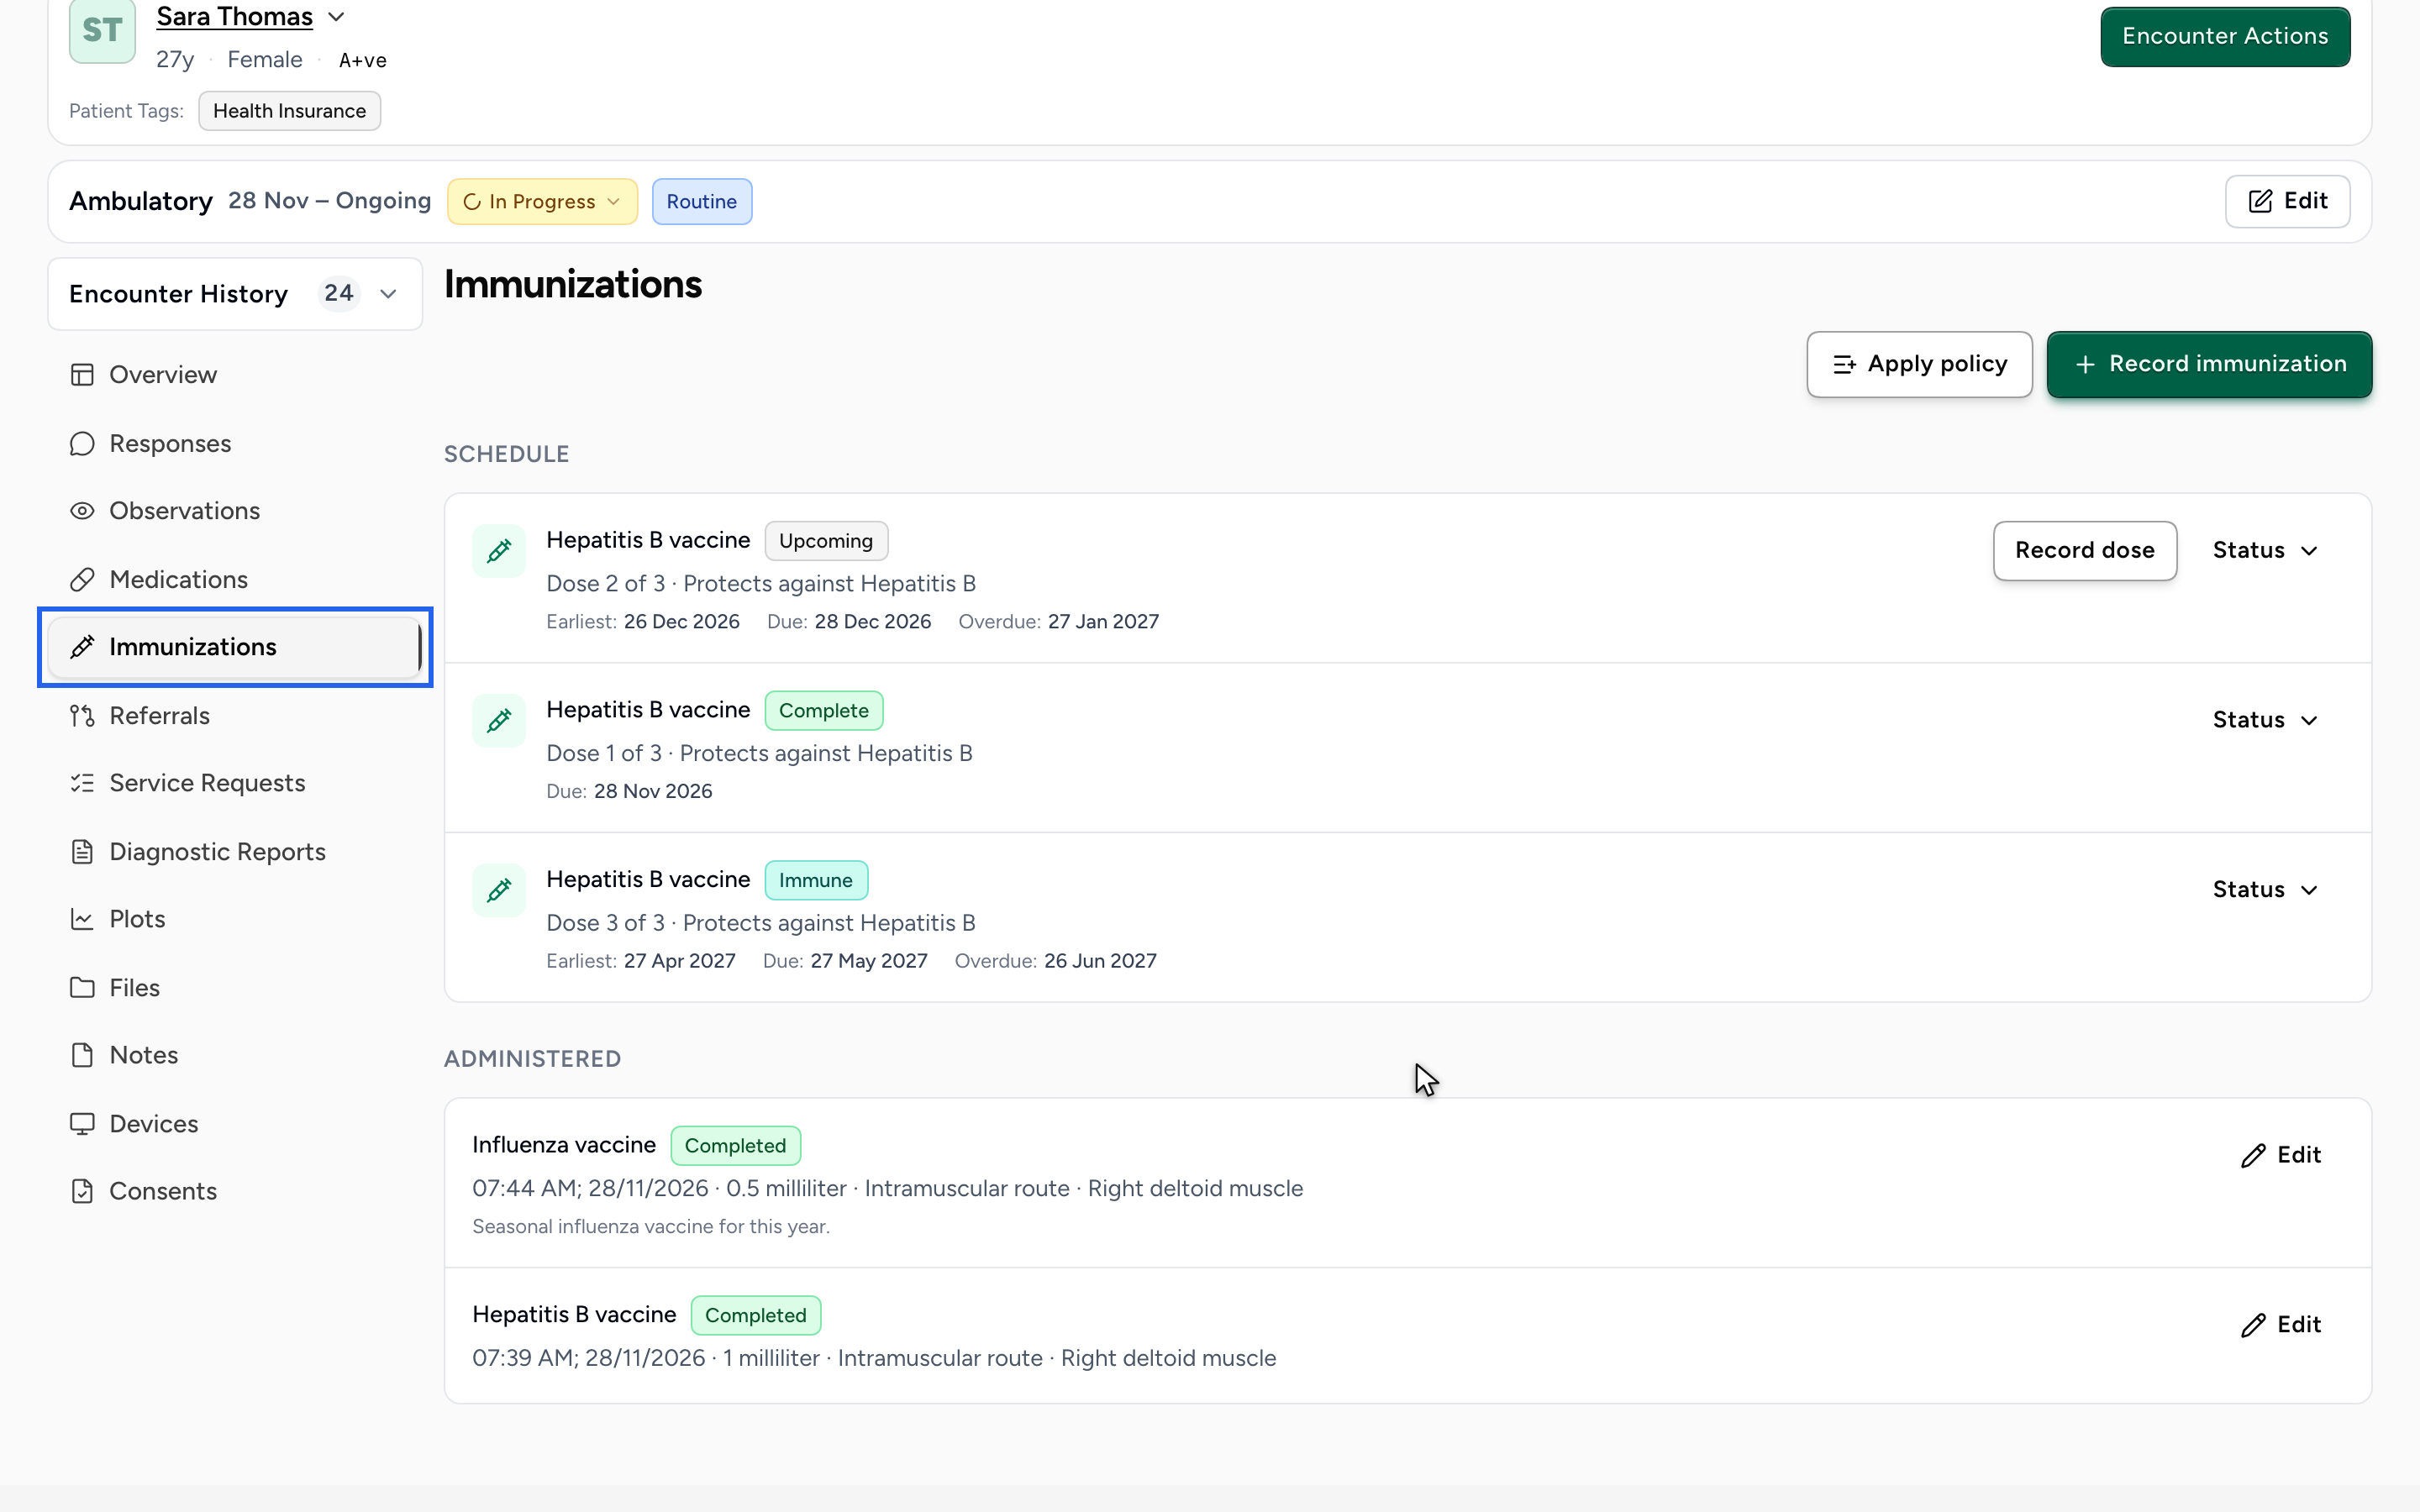 ST
Sara Thomas
27y · Female · A+ve
Encounter Actions
Patient Tags: Health Insurance
Ambulatory 28 Nov – Ongoing In Progress Routine
Edit
Encounter History 24
Overview
Responses
Observations
Medications
Immunizations
Referrals
Service Requests
Diagnostic Reports
Plots
Files
Notes
Devices
Consents
Immunizations
Apply policy
Record immunization
SCHEDULE
Hepatitis B vaccine Upcoming
Record dose
Status
Dose 2 of 3 · Protects against Hepatitis B
Earliest: 26 Dec 2026 Due: 28 Dec 2026 Overdue: 27 Jan 2027
Hepatitis B vaccine Complete
Status
Dose 1 of 3 · Protects against Hepatitis B
Due: 28 Nov 2026
Hepatitis B vaccine Immune
Status
Dose 3 of 3 · Protects against Hepatitis B
Earliest: 27 Apr 2027 Due: 27 May 2027 Overdue: 26 Jun 2027
ADMINISTERED
Influenza vaccine Completed
Edit
07:44 AM; 28/11/2026 · 0.5 milliliter · Intramuscular route · Right deltoid muscle
Seasonal influenza vaccine for this year.
Hepatitis B vaccine Completed
Edit
07:39 AM; 28/11/2026 · 1 milliliter · Intramuscular route · Right deltoid muscle